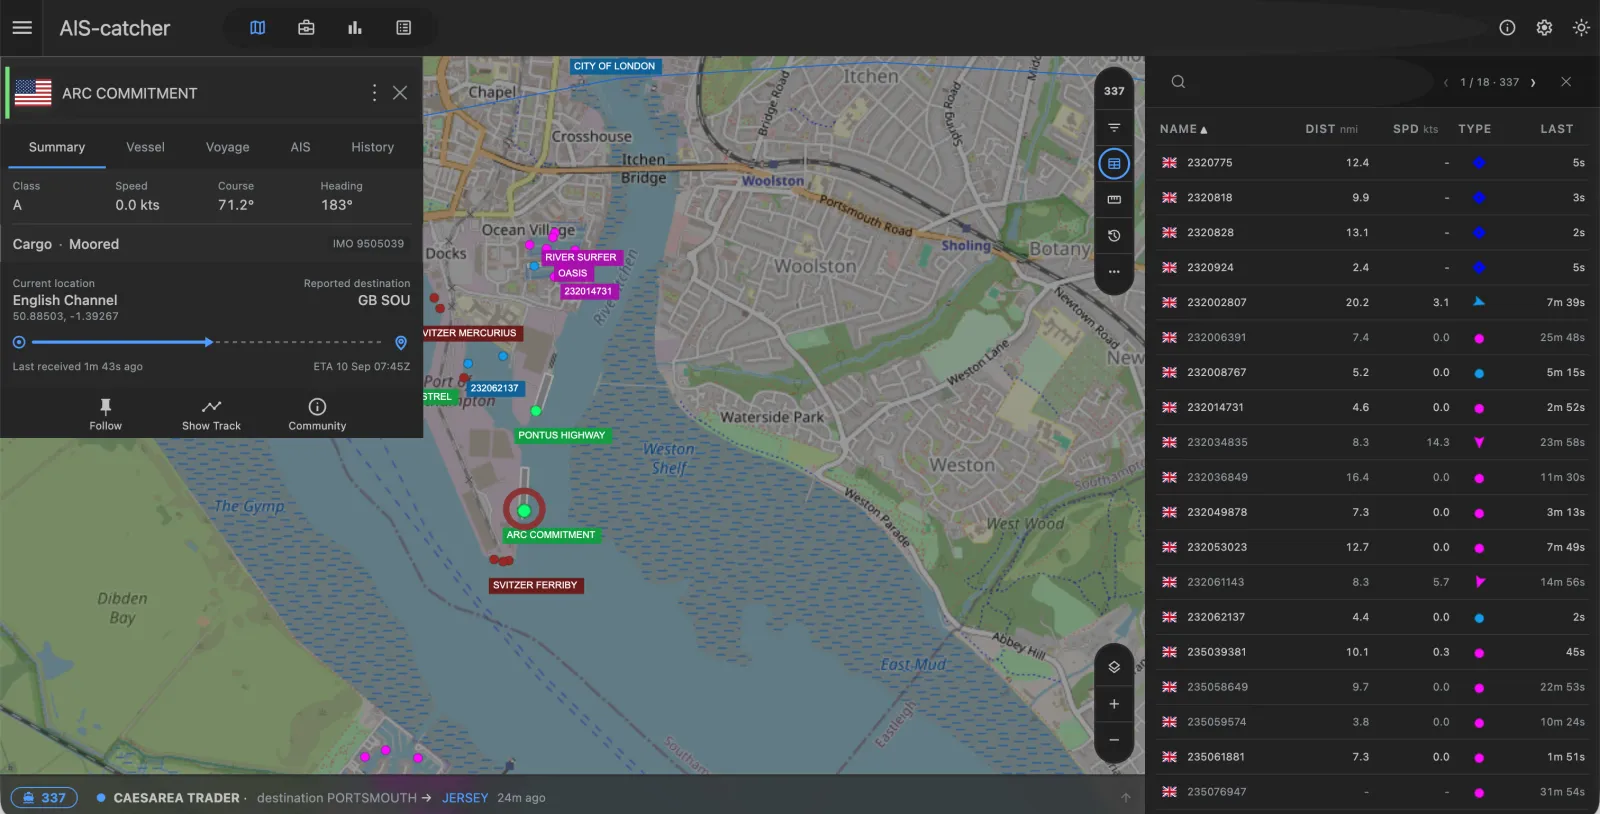 AIS-catcher
ARC COMMITMENT
Summary Vessel Voyage AIS History
Class Speed Course Heading
A 0.0 kts 71.2° 183°
Cargo · Moored IMO 9505039
Current location Reported destination
English Channel GB SOU
50.88503, -1.39267
Last received 1m 43s ago ETA 10 Sep 07:45Z
Follow Show Track Community
CITY OF LONDON
Itchen
Chapel
Bridge Road
Spring Road
Crosshouse
Itchen
Bridge
Woolston
Portsmouth Road
Sholing
Botany
Ocean Village
Docks
RIVER SURFER
OASIS
232014731
River Itchen
Woolston
Newtown Road
VITZER MERCURIUS
Weston Lane
New
Port of
232062137
STREL
PONTUS HIGHWAY
Waterside Park
Weston
Shelf
Weston
Weston Parade
West Wood
The Gymp
ARC COMMITMENT
SVITZER FERRIBY
Dibden
Bay
Abbey Hill
East Mud
Eastleigh
337
337 CAESAREA TRADER · destination PORTSMOUTH → JERSEY 24m ago
1 / 18 · 337
NAME▲ DIST nmi SPD kts TYPE LAST
2320775 12.4 - 5s
2320818 9.9 - 3s
2320828 13.1 - 2s
2320924 2.4 - 5s
232002807 20.2 3.1 7m 39s
232006391 7.4 0.0 25m 48s
232008767 5.2 0.0 5m 15s
232014731 4.6 0.0 2m 52s
232034835 8.3 14.3 23m 58s
232036849 16.4 0.0 11m 30s
232049878 7.3 0.0 3m 13s
232053023 12.7 0.0 7m 49s
232061143 8.3 5.7 14m 56s
232062137 4.4 0.0 2s
235039381 10.1 0.3 45s
235058649 9.7 0.0 22m 53s
235059574 3.8 0.0 10m 24s
235061881 7.3 0.0 1m 51s
235076947 - - 31m 54s